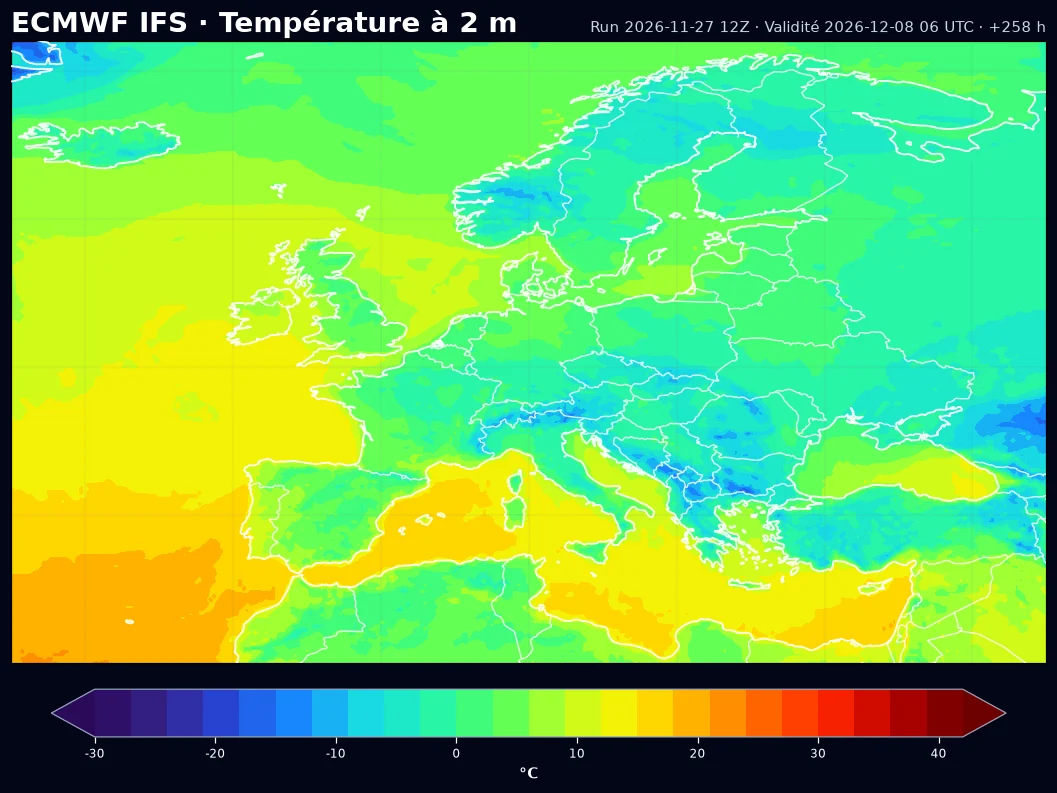 ECMWF IFS · Température à 2 m
Run 2026-11-27 12Z · Validité 2026-12-08 06 UTC · +258 h
-30 -20 -10 0 10 20 30 40
°C